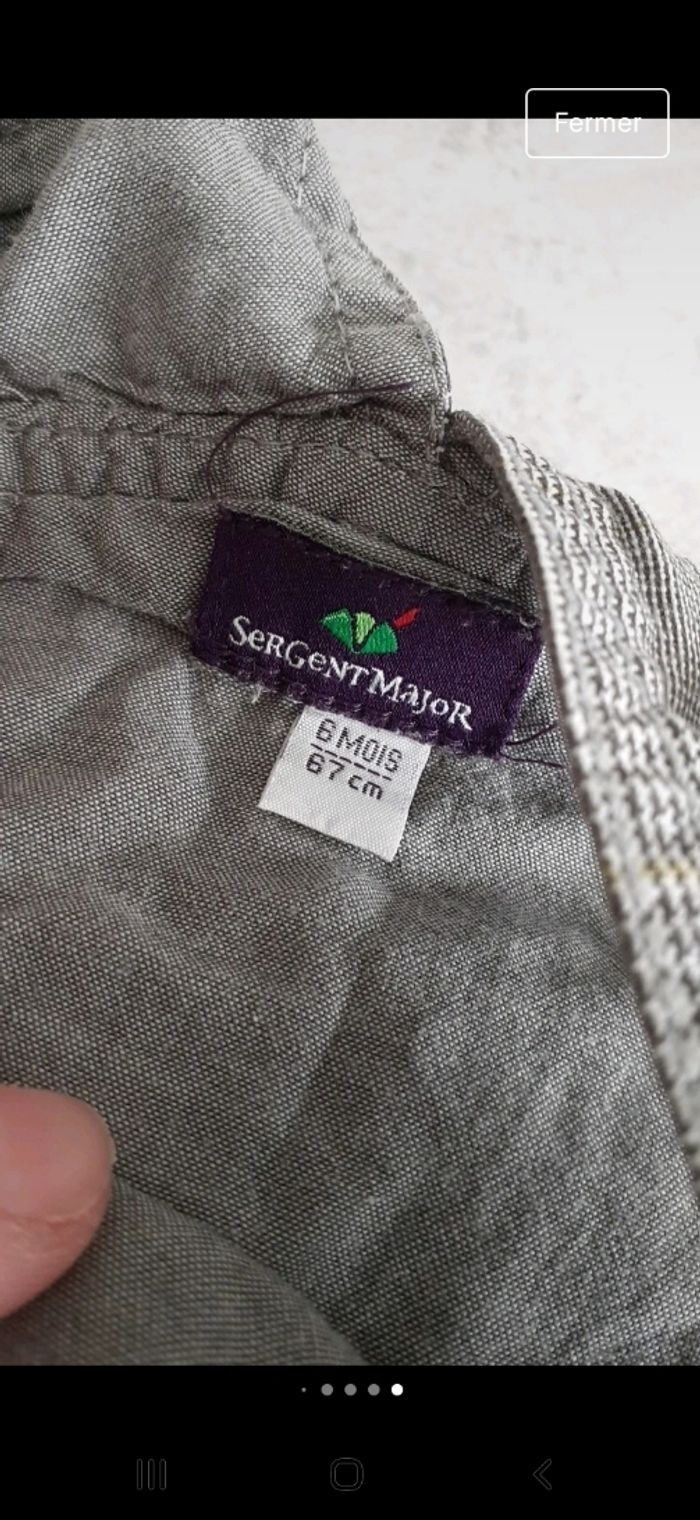 Fermer
SERGENT MAJOR
6 MOIS
67 cm